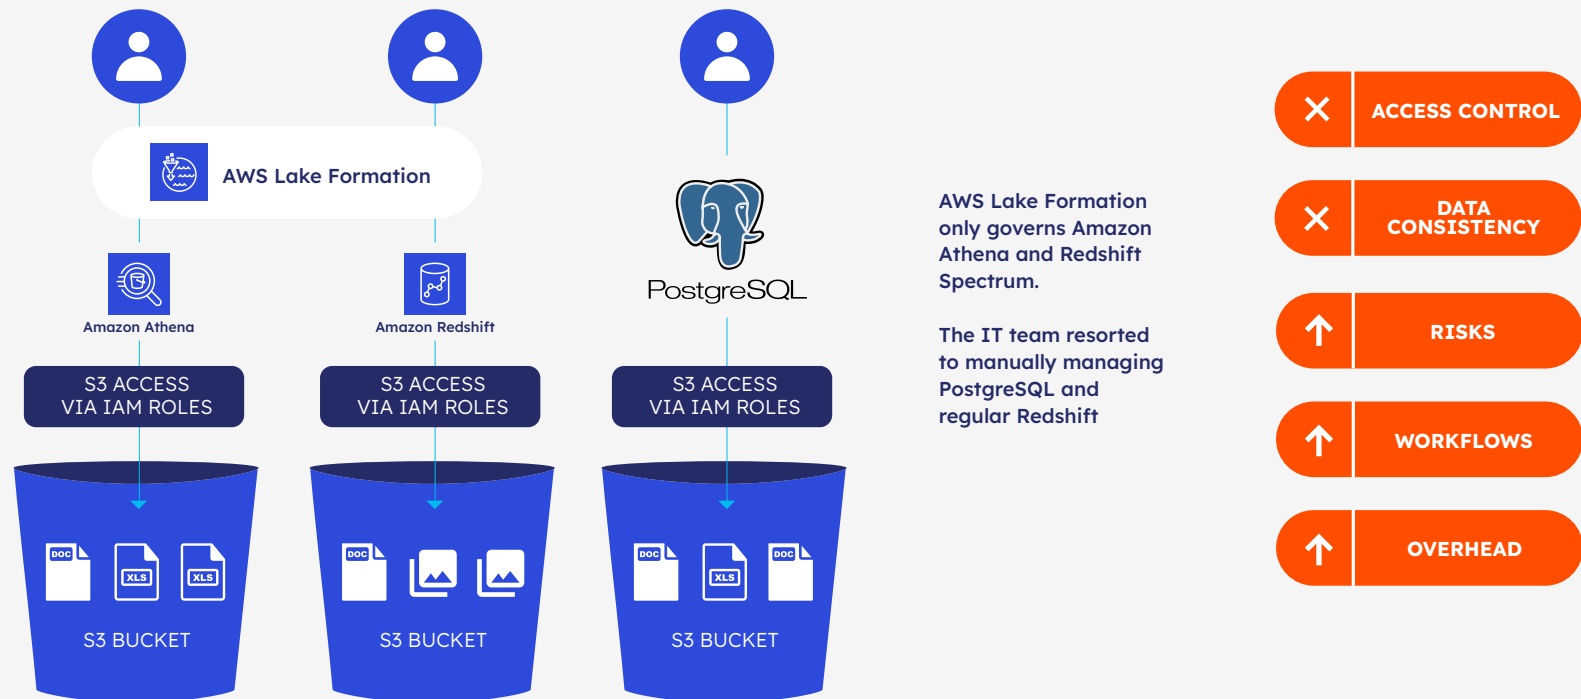 AWS Lake Formation
Amazon Athena
Amazon Redshift
PostgreSQL
S3 ACCESS
VIA IAM ROLES
S3 ACCESS
VIA IAM ROLES
S3 ACCESS
VIA IAM ROLES
DOC
XLS
XLS
S3 BUCKET
DOC
S3 BUCKET
DOC
XLS
DOC
S3 BUCKET
AWS Lake Formation
only governs Amazon
Athena and Redshift
Spectrum.
The IT team resorted
to manually managing
PostgreSQL and
regular Redshift
ACCESS CONTROL
DATA
CONSISTENCY
RISKS
WORKFLOWS
OVERHEAD